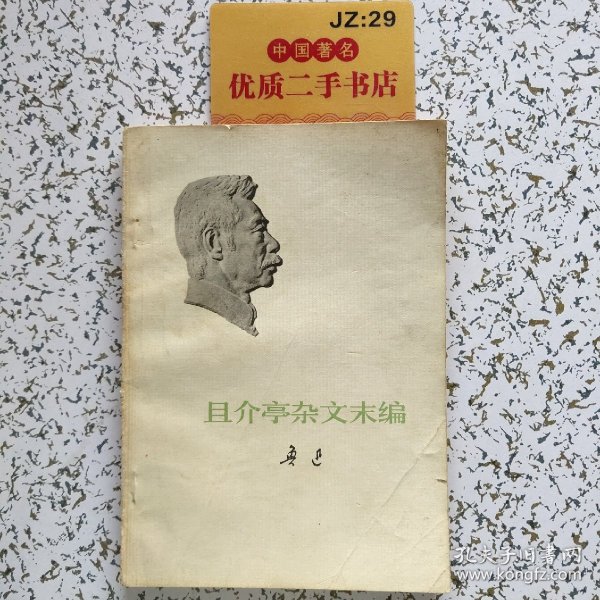 JZ:29
中国著名
优质二手书店
且介亭杂文末编
鲁迅
孔夫子旧书网
www.kongfz.com